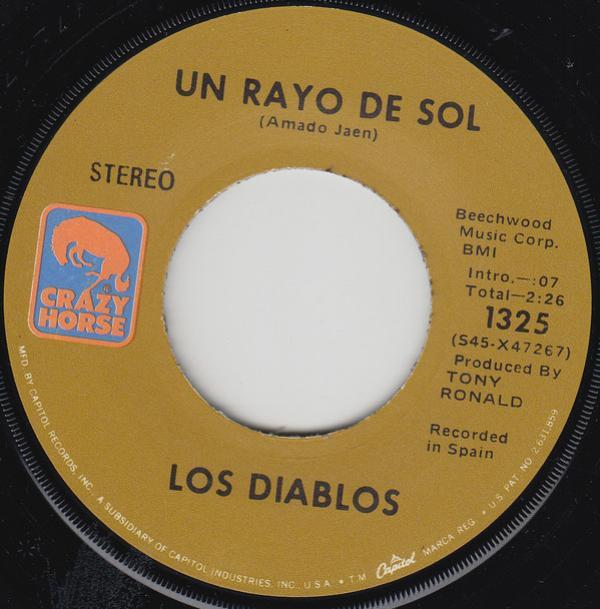 UN RAYO DE SOL
(Amado Jaen)
STEREO
CRAZY
HORSE
Beechwood
Music Corp.
BMI
Intro.—:07
Total—2:26
1325
(S45-X47267)
Produced By
TONY
RONALD
Recorded
in Spain
LOS DIABLOS
MFD. BY CAPITOL RECORDS, INC., A SUBSIDIARY OF CAPITOL INDUSTRIES, INC., U.S.A. • T.M. Capitol MARCA REG. • U.S. PAT. NO. 2,631,859